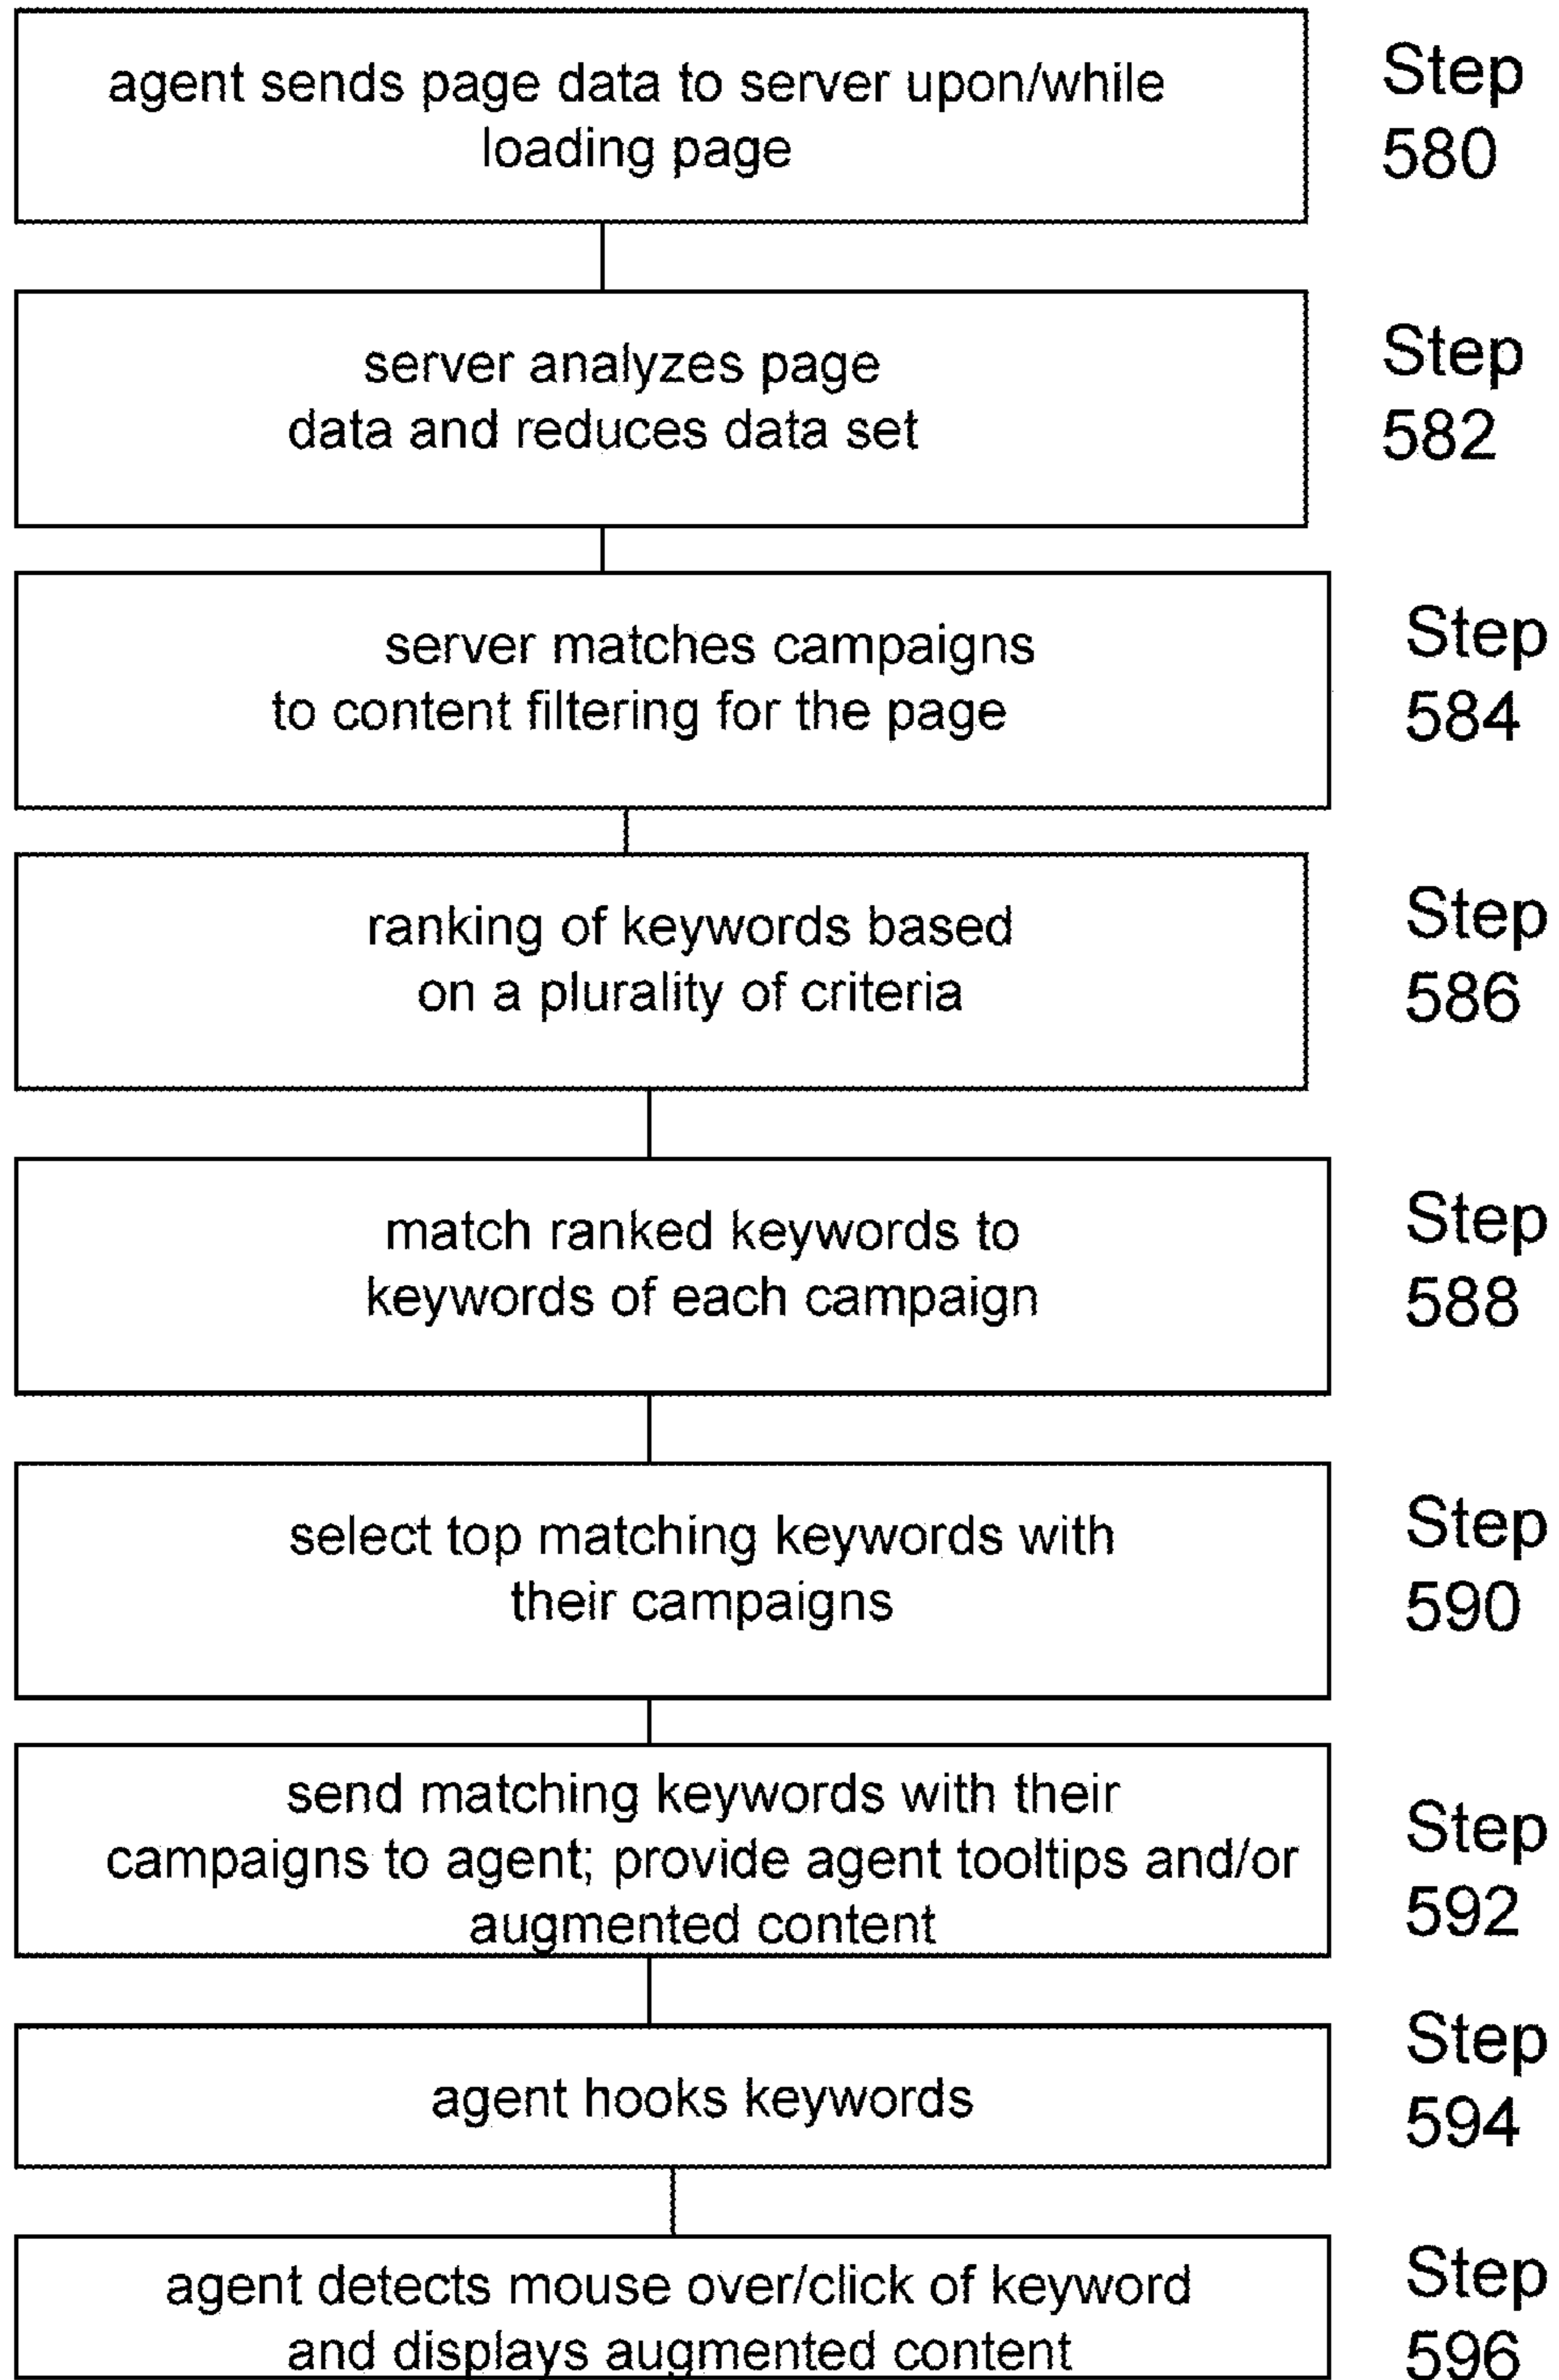 agent sends page data to server upon/while
loading page
Step
580
server analyzes page
data and reduces data set
Step
582
server matches campaigns
to content filtering for the page
Step
584
ranking of keywords based
on a plurality of criteria
Step
586
match ranked keywords to
keywords of each campaign
Step
588
select top matching keywords with
their campaigns
Step
590
send matching keywords with their
campaigns to agent; provide agent tooltips and/or
augmented content
Step
592
agent hooks keywords
Step
594
agent detects mouse over/click of keyword
and displays augmented content
Step
596